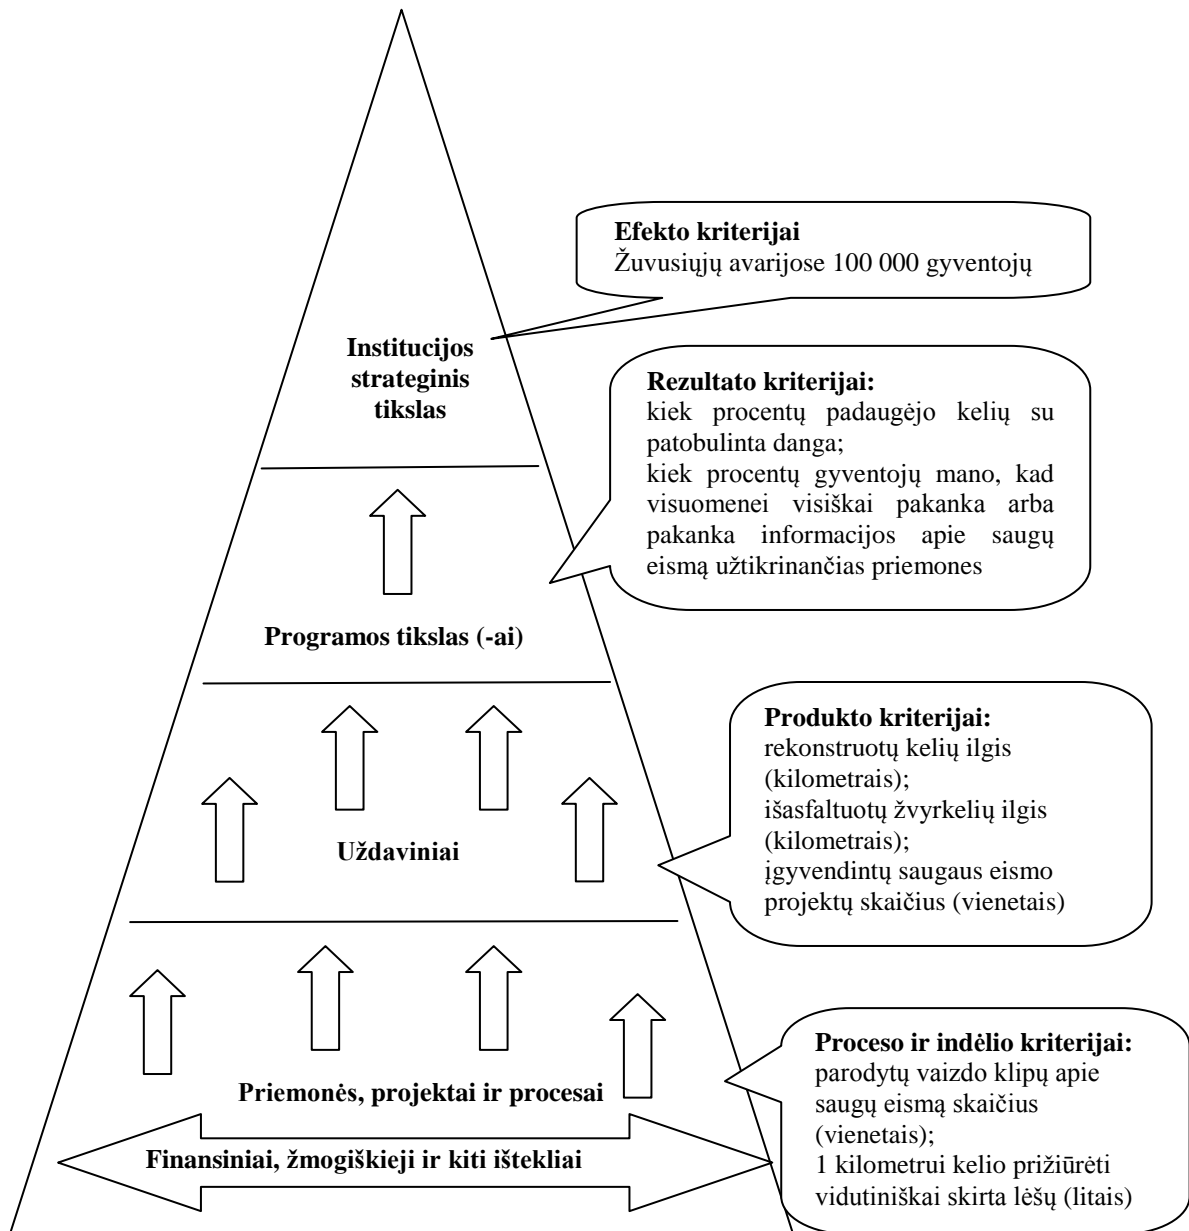 Efekto kriterijai
Žuvusiųjų avarijose 100 000 gyventojų
Institucijos
strateginis
tikslas
Rezultato kriterijai:
kiek procentų padaugėjo kelių su
patobulinta danga;
kiek procentų gyventojų mano, kad
visuomenei visiškai pakanka arba
pakanka informacijos apie saugų
eismą užtikrinančias priemones
Programos tikslas (-ai)
Produkto kriterijai:
rekonstruotų kelių ilgis
(kilometrais);
išasfaltuotų žvyrkelių ilgis
(kilometrais);
įgyvendintų saugaus eismo
projektų skaičius (vienetais)
Uždaviniai
Proceso ir indėlio kriterijai:
parodytų vaizdo klipų apie
saugų eismą skaičius
(vienetais);
1 kilometrui kelio prižiūrėti
vidutiniškai skirta lėšų (litais)
Priemonės, projektai ir procesai
Finansiniai, žmogiškieji ir kiti ištekliai